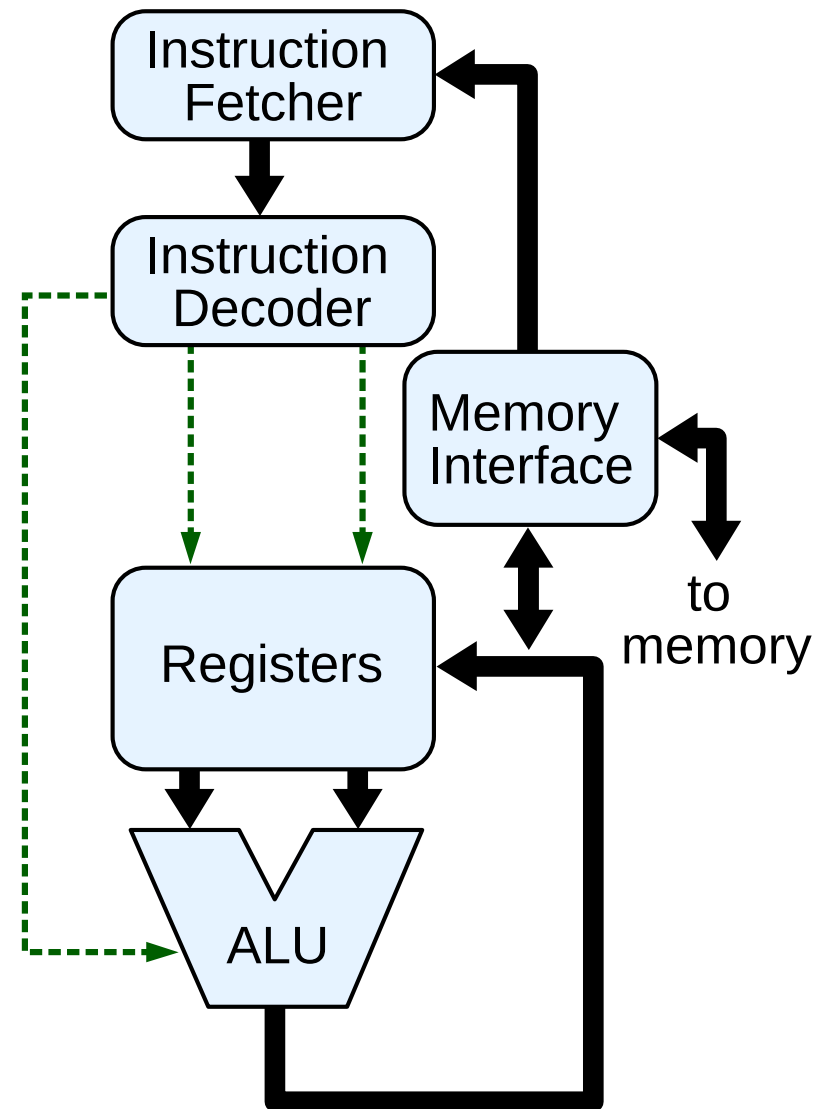 Instruction
Fetcher
Instruction
Decoder
Memory
Interface
to
memory
Registers
ALU